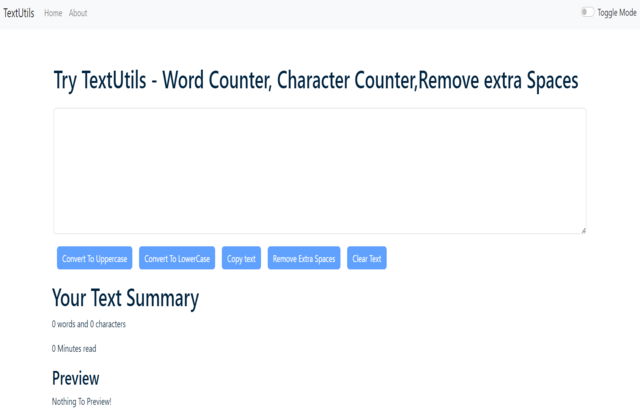 TextUtils Home About Toggle Mode
Try TextUtils - Word Counter, Character Counter,Remove extra Spaces
Convert To Uppercase Convert To LowerCase Copy text Remove Extra Spaces Clear Text
Your Text Summary
0 words and 0 characters
0 Minutes read
Preview
Nothing To Preview!